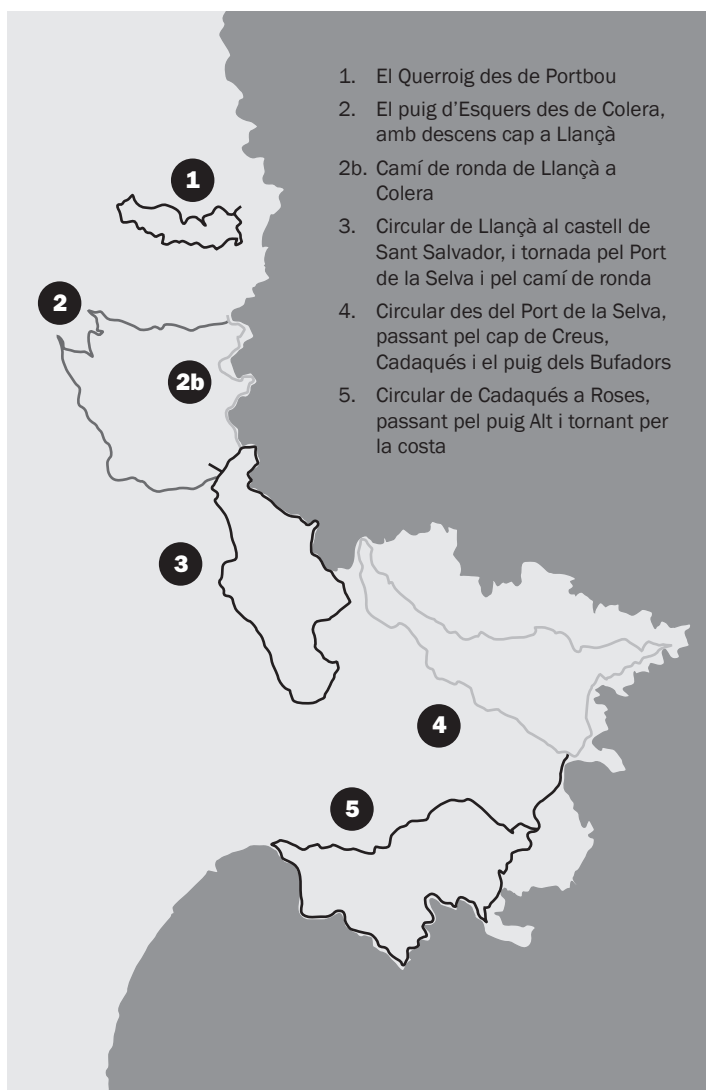 1. El Querroig des de Portbou
2. El puig d'Esquers des de Colera,
amb descens cap a Llançà
2b. Camí de ronda de Llançà a
Colera
3. Circular de Llançà al castell de
Sant Salvador, i tornada pel Port
de la Selva i pel camí de ronda
4. Circular des del Port de la Selva,
passant pel cap de Creus,
Cadaqués i el puig dels Bufadors
5. Circular de Cadaqués a Roses,
passant pel puig Alt i tornant per
la costa
1
2
2b
3
4
5